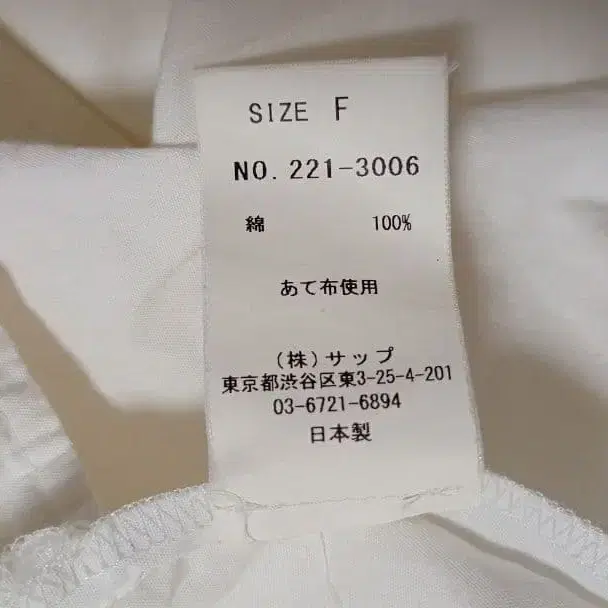 SIZE F
NO. 221-3006
綿 100%
あて布使用
(株)サップ
東京都渋谷区東3-25-4-201
03-6721-6894
日本製